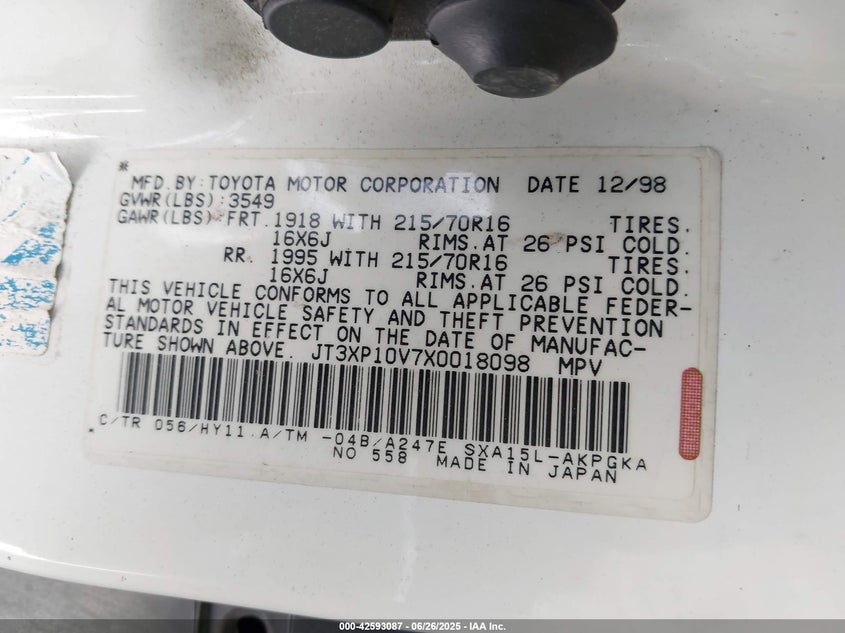 *
MFD.BY:TOYOTA MOTOR CORPORATION DATE 12/98
GVWR(LBS):3549
GAWR(LBS):FRT.1918 WITH 215/70R16 TIRES.
16X6J RIMS.AT 26 PSI COLD.
RR. 1995 WITH 215/70R16 TIRES.
16X6J RIMS.AT 26 PSI COLD.
THIS VEHICLE CONFORMS TO ALL APPLICABLE FEDER-
AL MOTOR VEHICLE SAFETY AND THEFT PREVENTION
STANDARDS IN EFFECT ON THE DATE OF MANUFAC-
TURE SHOWN ABOVE. JT3XP10V7X0018098 MPV
C/TR 056/HY11.A/TM -04B/A247E SXA15L-AKPGKA
* NO 558 MADE IN JAPAN
000-42593087 - 06/26/2025 - IAA Inc.